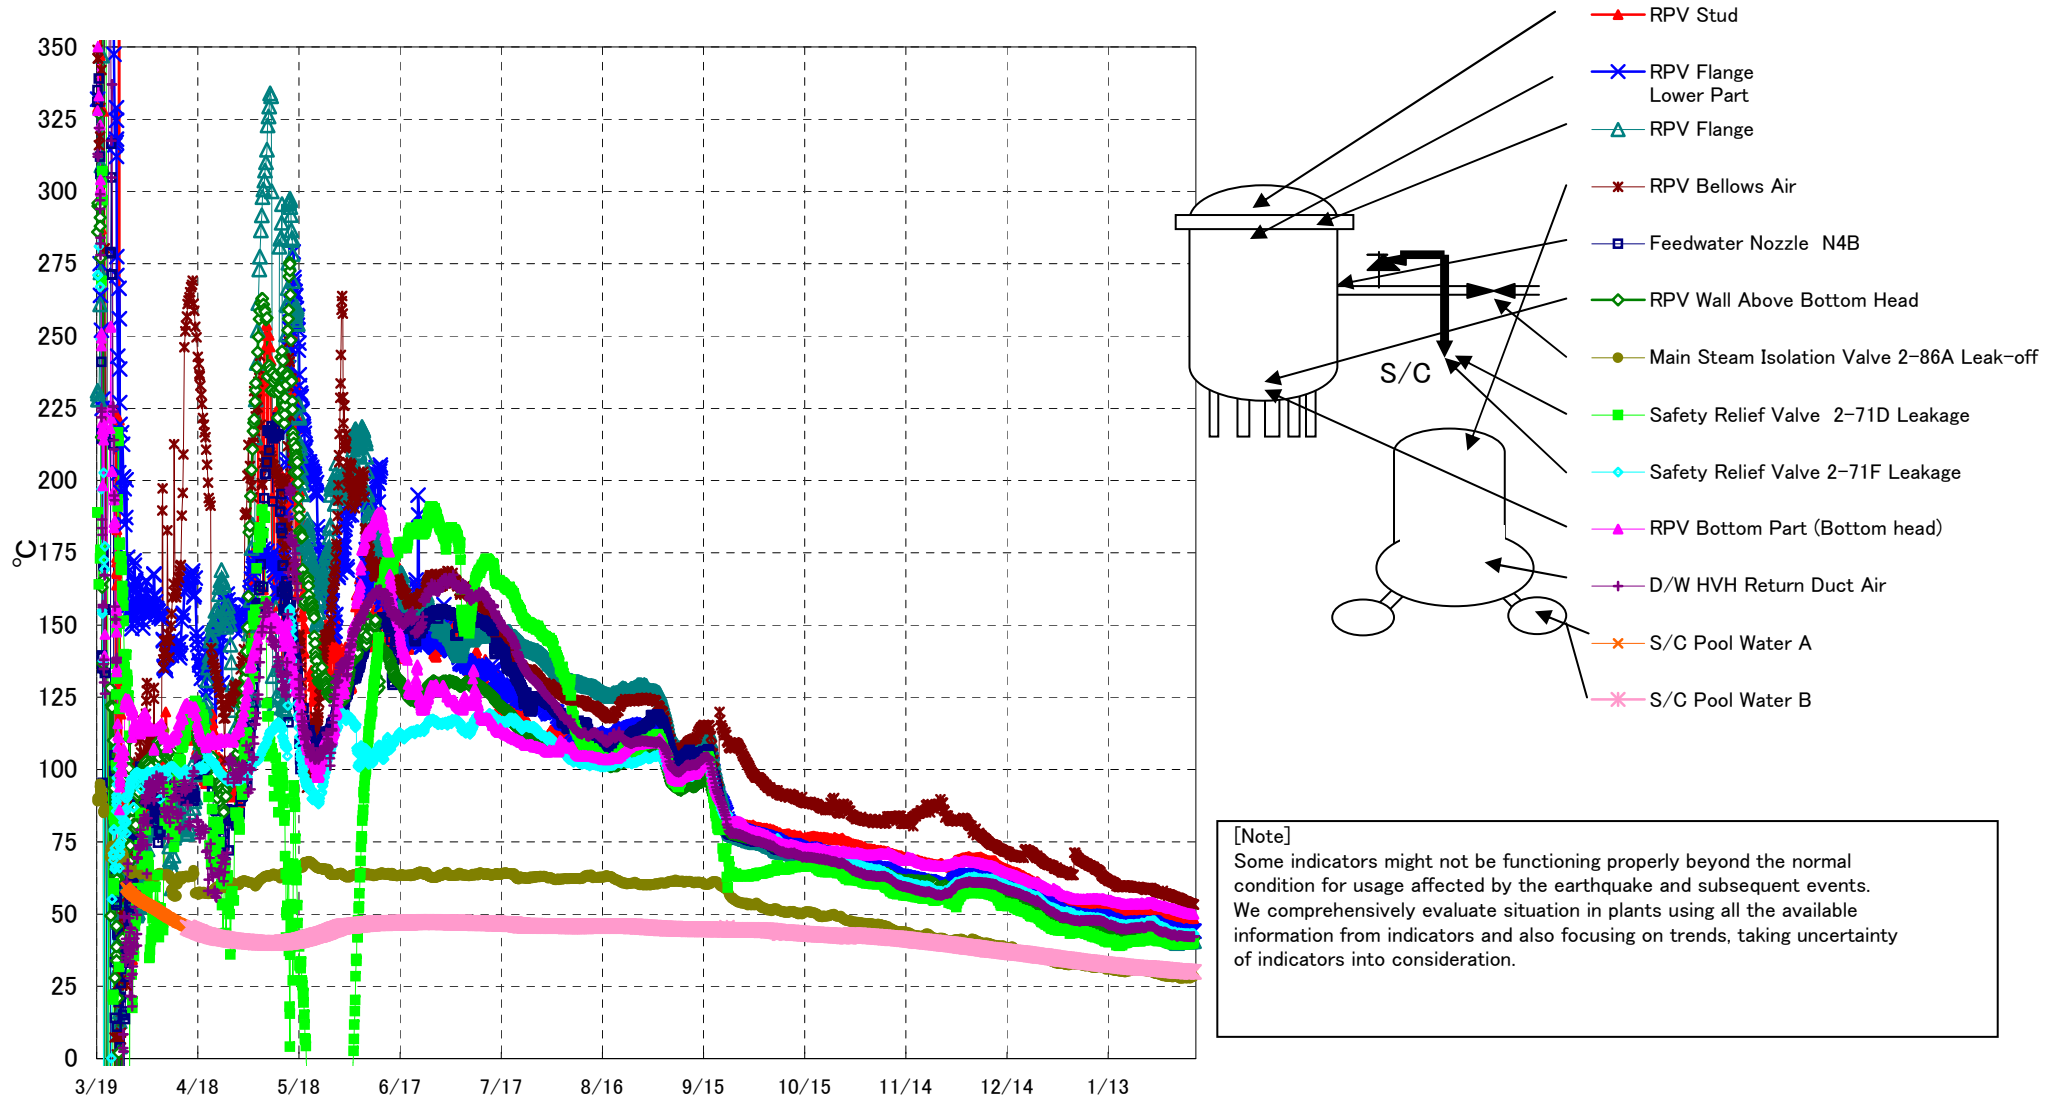 350
325
300
275
250
225
200
175
150
125
100
75
50
25
0
℃
3/19
4/18
5/18
6/17
7/17
8/16
9/15
10/15
11/14
12/14
1/13
RPV Stud
RPV Flange
Lower Part
RPV Flange
RPV Bellows Air
Feedwater Nozzle N4B
RPV Wall Above Bottom Head
Main Steam Isolation Valve 2-86A Leak-off
Safety Relief Valve 2-71D Leakage
Safety Relief Valve 2-71F Leakage
RPV Bottom Part (Bottom head)
D/W HVH Return Duct Air
S/C Pool Water A
S/C Pool Water B
S/C
[Note]
Some indicators might not be functioning properly beyond the normal
condition for usage affected by the earthquake and subsequent events.
We comprehensively evaluate situation in plants using all the available
information from indicators and also focusing on trends, taking uncertainty
of indicators into consideration.